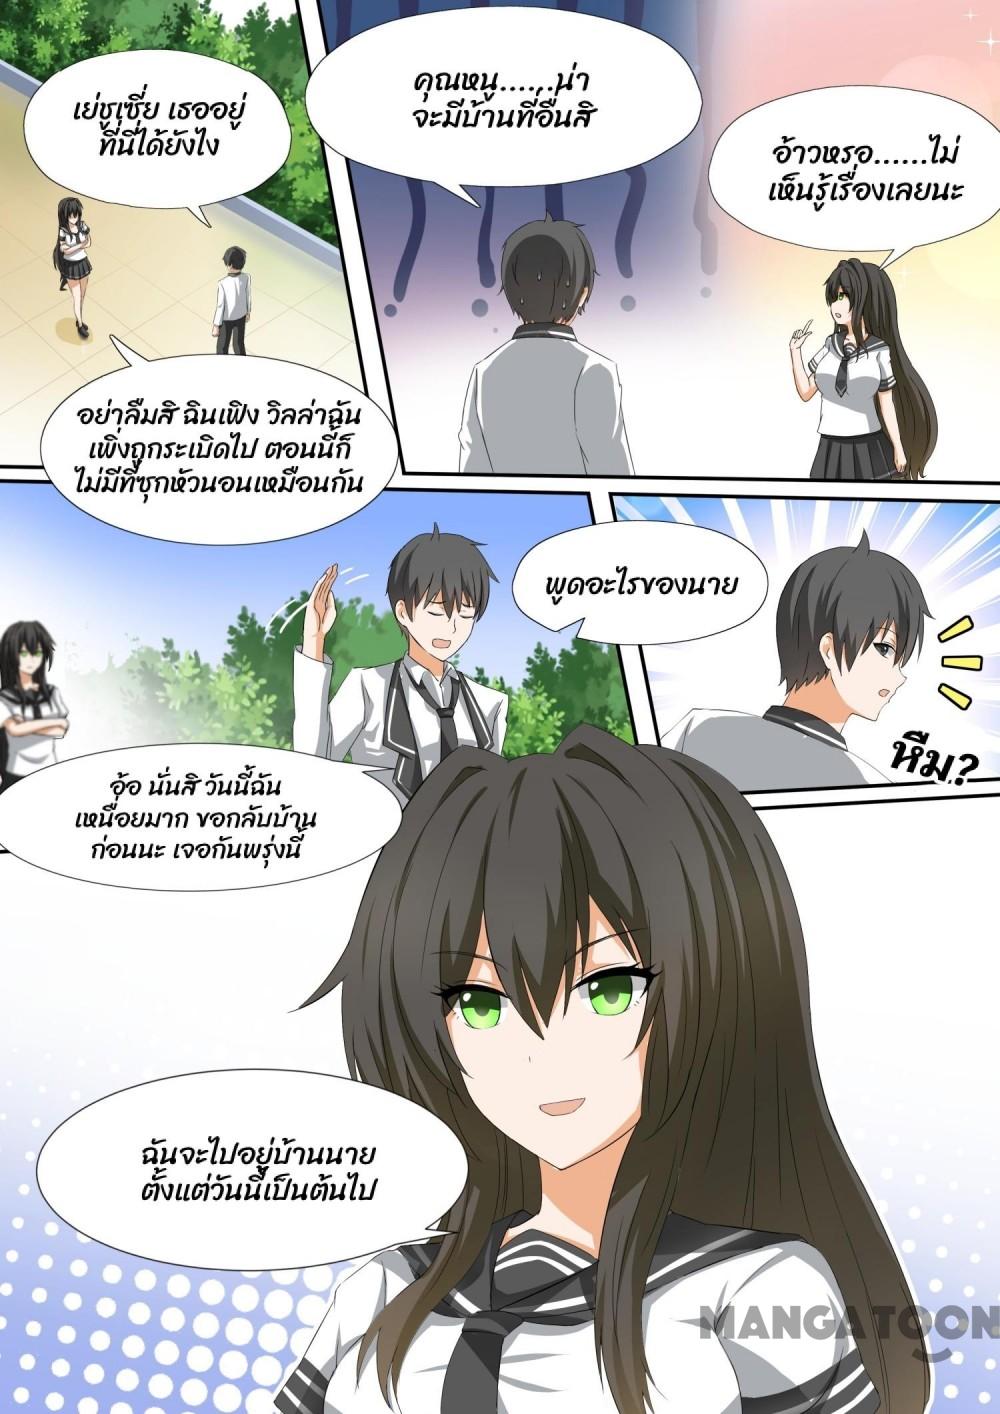 เย่ชูเซี่ย เธออยู่
ที่นี่ได้ยังไง
คุณหนู......น่า
จะมีบ้านที่อื่นสิ
อ้าวหรอ......ไม่
เห็นรู้เรื่องเลยนะ
อย่าลืมสิ ฉินเฟิง วิลล่าฉัน
เพิ่งถูกระเบิดไป ตอนนี้ก็
ไม่มีที่ซุกหัวนอนเหมือนกัน
พูดอะไรของนาย
หืม?
อ้อ นั่นสิ วันนี้ฉัน
เหนื่อยมาก ขอกลับบ้าน
ก่อนนะ เจอกันพรุ่งนี้
ฉันจะไปอยู่บ้านนาย
ตั้งแต่วันนี้เป็นต้นไป
MANGATOON